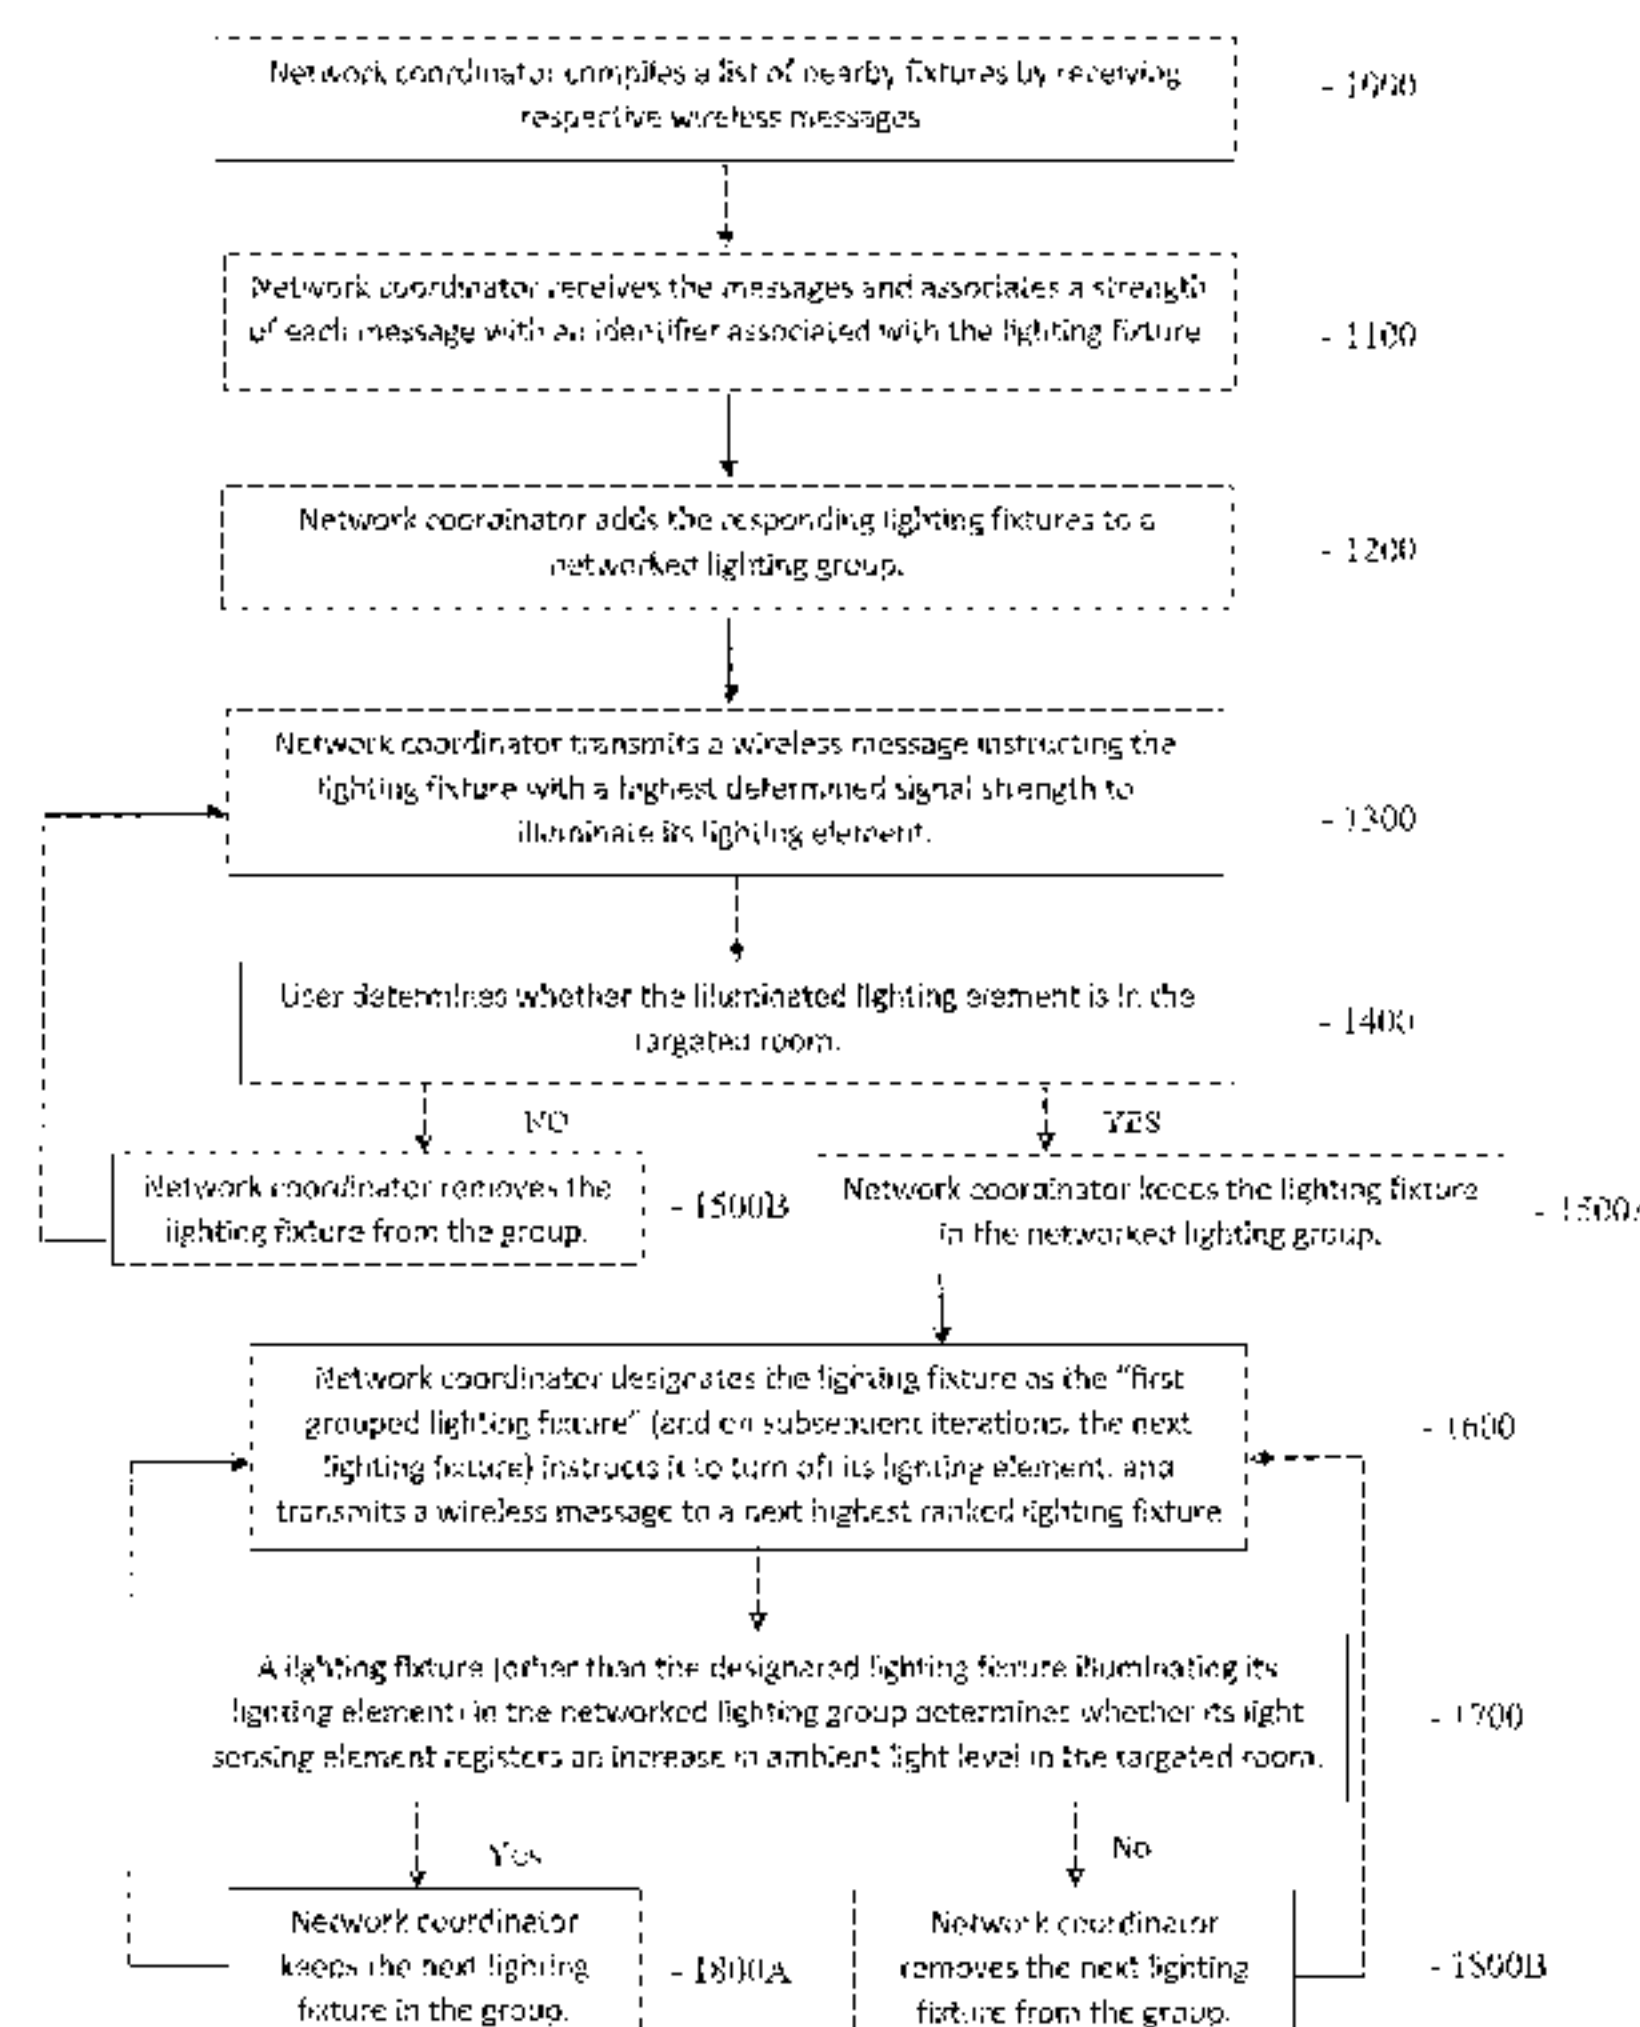 Network coordinator compiles a list of nearby fixtures by receiving
respective wireless messages
- 1000
Network coordinator receives the messages and associates a strength
of each message with an identifier associated with the lighting fixture
- 1100
Network coordinator adds the responding lighting fixtures to a
networked lighting group.
- 1200
Network coordinator transmits a wireless message instructing the
lighting fixture with a highest determined signal strength to
illuminate its lighting element.
- 1300
User determines whether the illuminated lighting element is in the
targeted room.
- 1400
NO
YES
Network coordinator removes the
lighting fixture from the group.
- 1500B
Network coordinator keeps the lighting fixture
in the networked lighting group.
- 1500A
Network coordinator designates the lighting fixture as the “first
grouped lighting fixture” (and on subsequent iterations, the next
lighting fixture) instructs it to turn off its lighting element, and
transmits a wireless message to a next highest ranked lighting fixture
- 1600
A lighting fixture (other than the designated lighting fixture illuminating its
lighting element) in the networked lighting group determines whether its light
sensing element registers an increase in ambient light level in the targeted room.
- 1700
Yes
No
Network coordinator
keeps the next lighting
fixture in the group.
- 1800A
Network coordinator
removes the next lighting
fixture from the group.
- 1800B